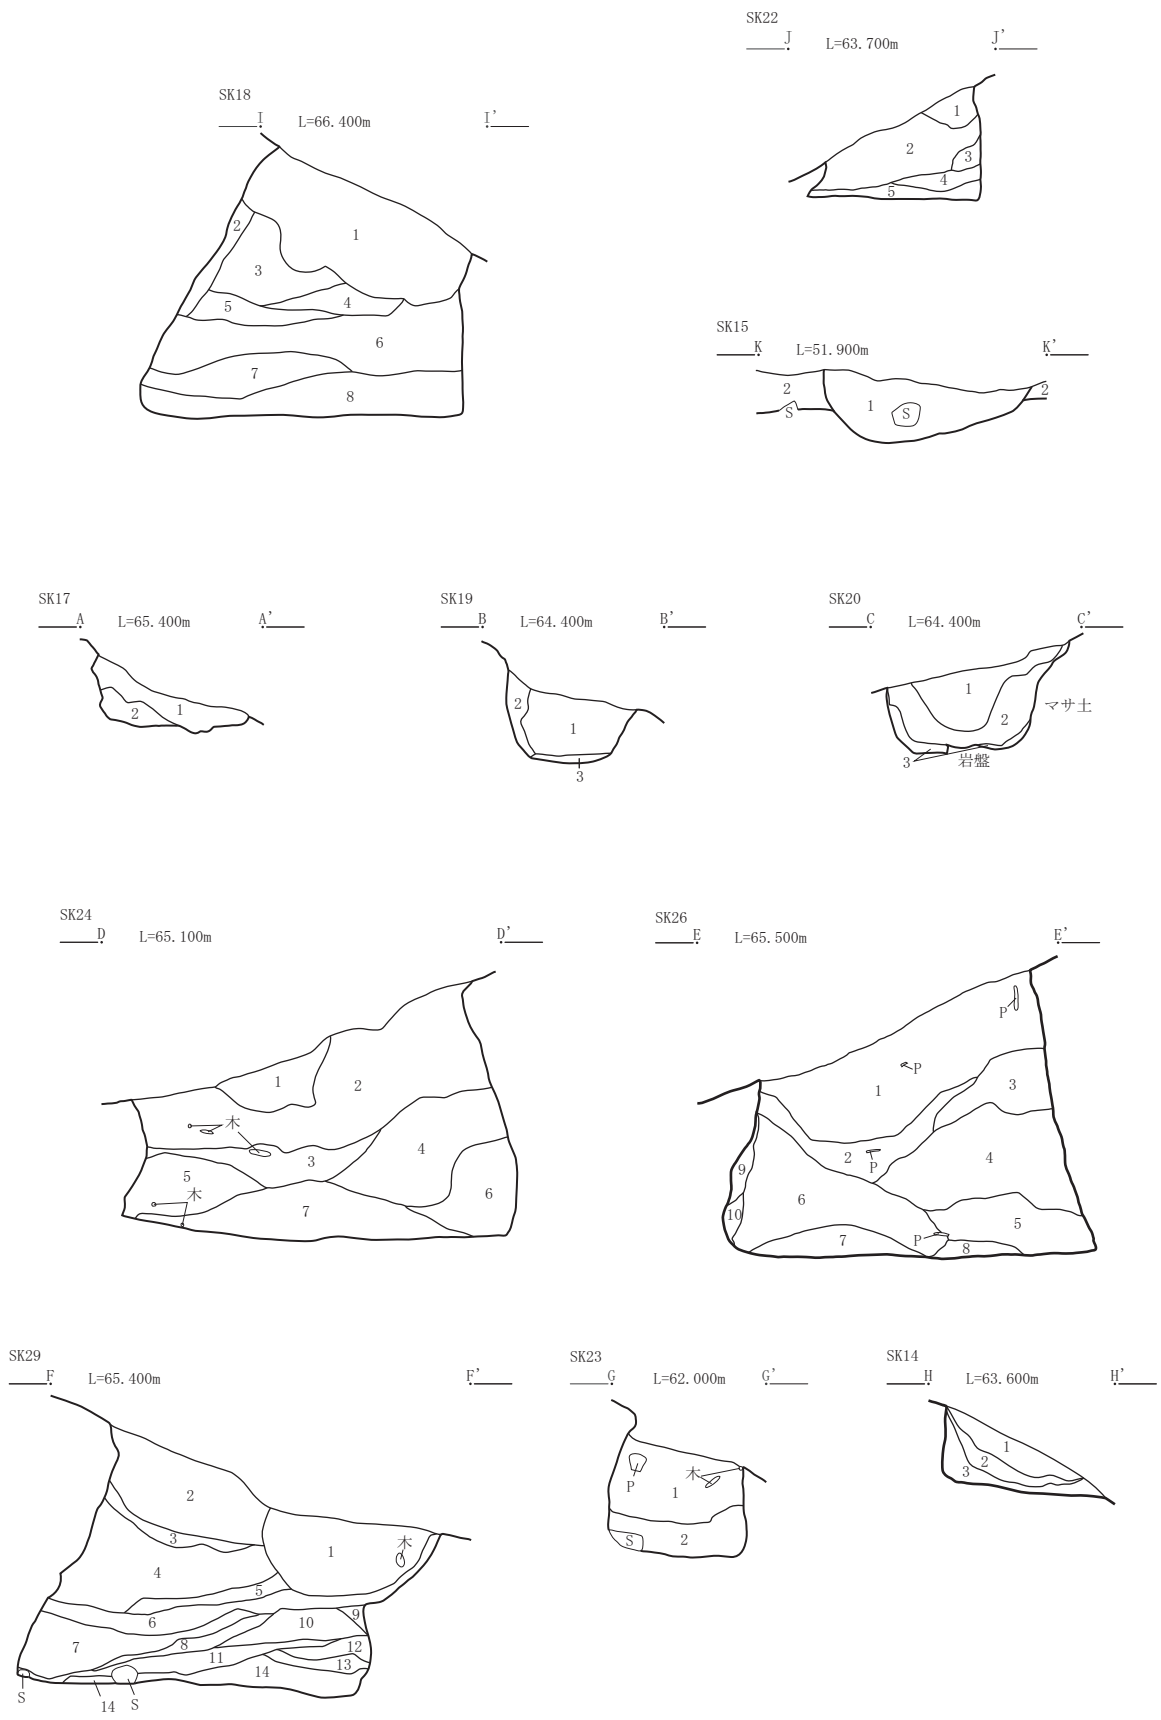 SK22
J L=63.700m J'
1
2
3
4
5
SK18
I L=66.400m I'
2
1
3
5
4
6
7
8
SK15
K L=51.900m K'
2
S
1
S
2
SK17
A L=65.400m A'
2
1
SK19
B L=64.400m B'
2
1
3
SK20
C L=64.400m C'
1
2
マサ土
3
岩盤
SK24
D L=65.100m D'
1
2
木
3
4
5
木
6
7
SK26
E L=65.500m E'
P
P
1
3
2
P
4
9
6
10
5
7
P
8
SK29
F L=65.400m F'
2
1
木
3
4
5
6
9
10
7
8
11
12
13
14
S
14
S
SK23
G L=62.000m G'
P
木
1
S
2
SK14
H L=63.600m H'
1
2
3